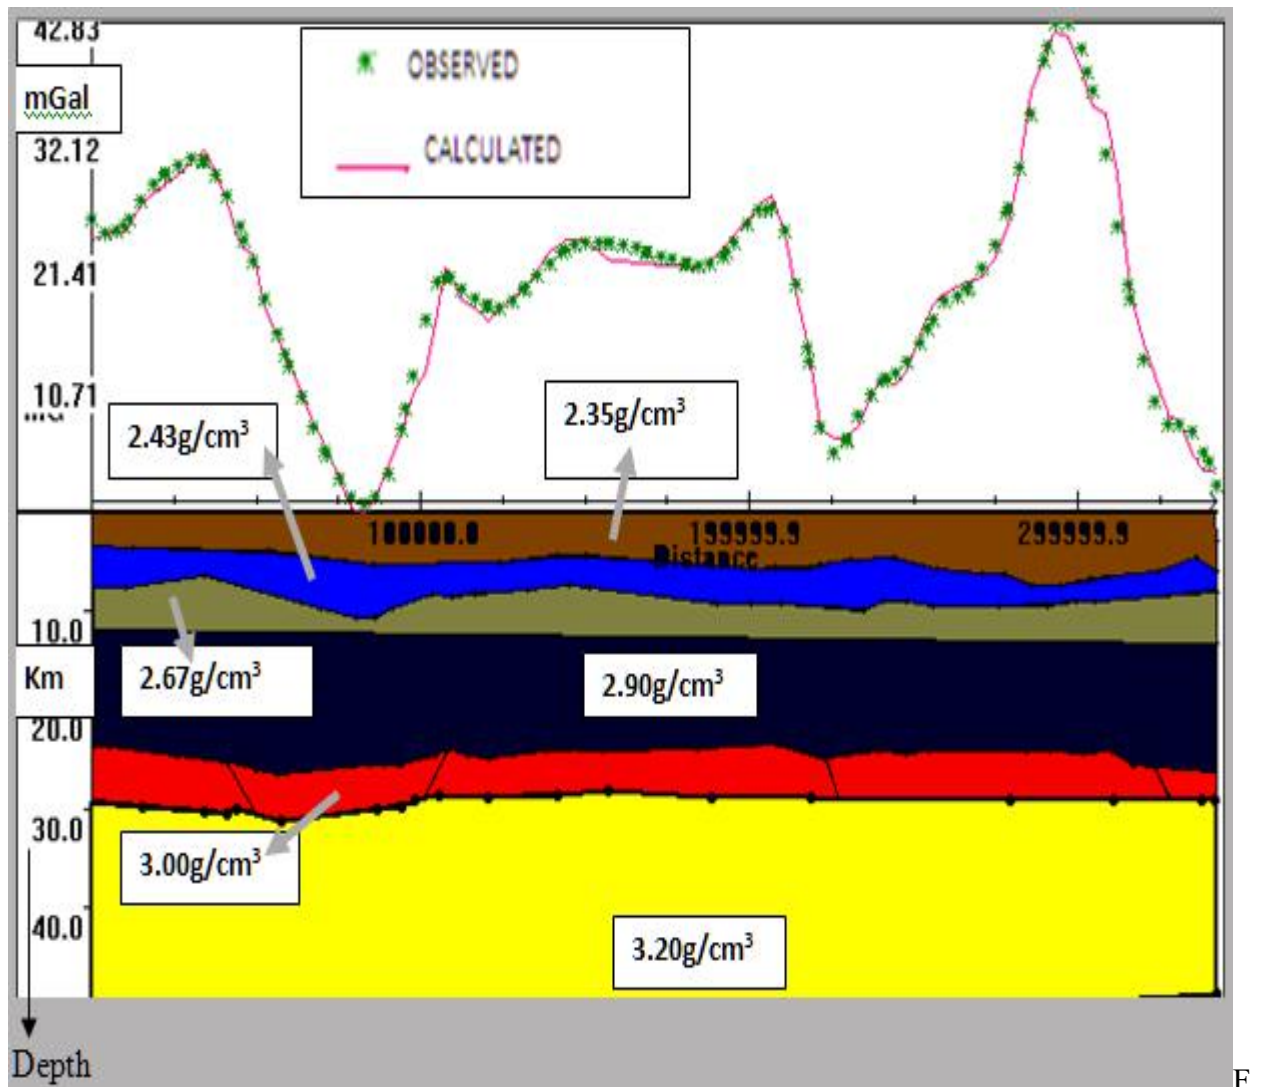 42.83
OBSERVED
mGal
CALCULATED
32.12
21.41
10.71
2.43g/cm³
2.35g/cm³
100000.0
199999.9
299999.9
Distance
10.0
Km
2.67g/cm³
2.90g/cm³
20.0
30.0
3.00g/cm³
40.0
3.20g/cm³
Depth
F